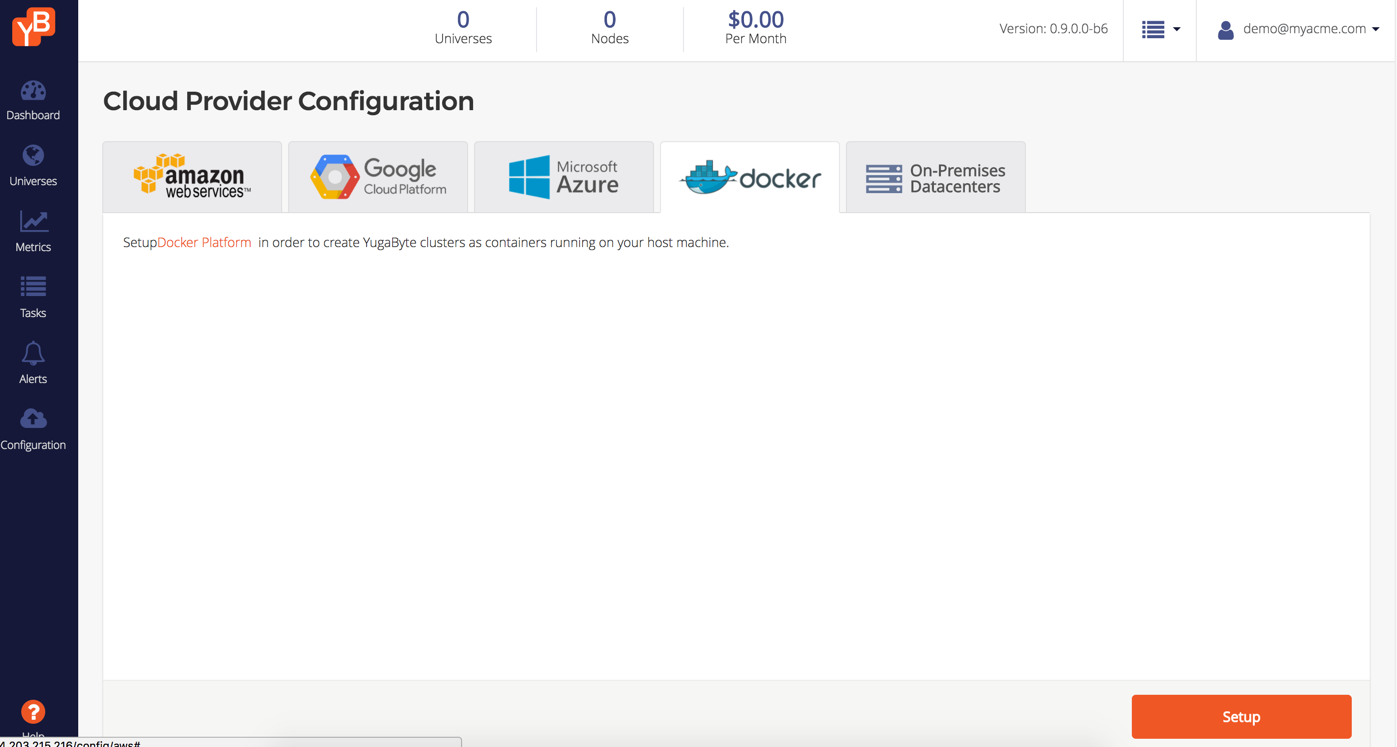 YB
0
Universes
0
Nodes
$0.00
Per Month
Version: 0.9.0.0-b6
demo@myacme.com
Dashboard
Universes
Metrics
Tasks
Alerts
Configuration
?
Help
Cloud Provider Configuration
amazon
web services™
Google
Cloud Platform
Microsoft
Azure
docker
On-Premises
Datacenters
SetupDocker Platform in order to create YugaByte clusters as containers running on your host machine.
Setup
4.203.215.216/config/aws#